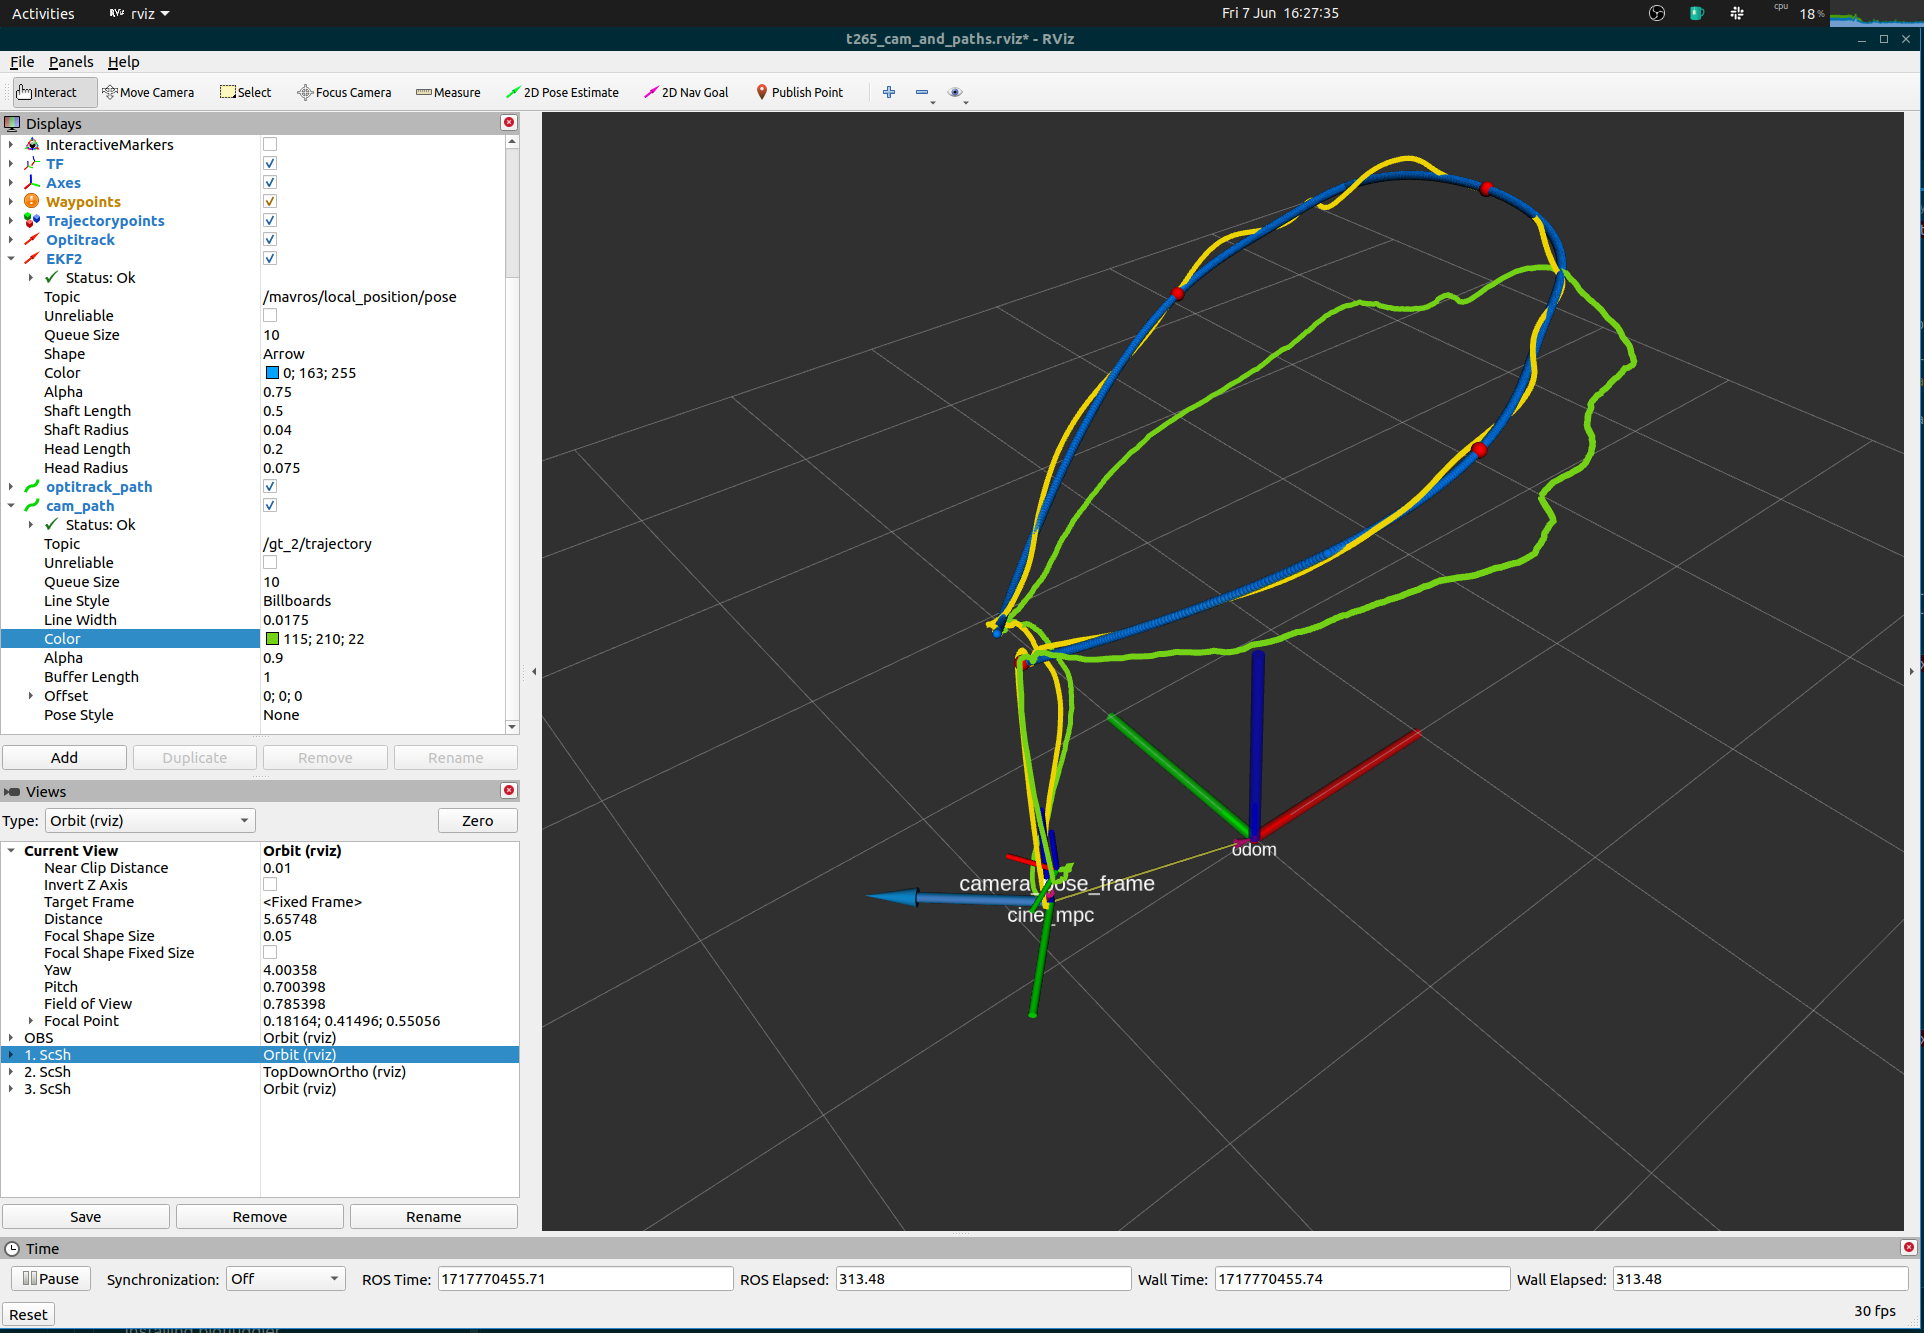 Activities RViz rviz Fri 7 Jun 16:27:35 cpu 18%
t265_cam_and_paths.rviz* - RViz
File Panels Help
Interact Move Camera Select Focus Camera Measure 2D Pose Estimate 2D Nav Goal Publish Point
Displays
InteractiveMarkers
TF
Axes
Waypoints
Trajectorypoints
Optitrack
EKF2
Status: Ok
Topic /mavros/local_position/pose
Unreliable
Queue Size 10
Shape Arrow
Color 0; 163; 255
Alpha 0.75
Shaft Length 0.5
Shaft Radius 0.04
Head Length 0.2
Head Radius 0.075
optitrack_path
cam_path
Status: Ok
Topic /gt_2/trajectory
Unreliable
Queue Size 10
Line Style Billboards
Line Width 0.0175
Color 115; 210; 22
Alpha 0.9
Buffer Length 1
Offset 0; 0; 0
Pose Style None
Add Duplicate Remove Rename
Views
Type: Orbit (rviz) Zero
Current View Orbit (rviz)
Near Clip Distance 0.01
Invert Z Axis
Target Frame <Fixed Frame>
Distance 5.65748
Focal Shape Size 0.05
Focal Shape Fixed Size
Yaw 4.00358
Pitch 0.700398
Field of View 0.785398
Focal Point 0.18164; 0.41496; 0.55056
OBS Orbit (rviz)
1. ScSh Orbit (rviz)
2. ScSh TopDownOrtho (rviz)
3. ScSh Orbit (rviz)
Save Remove Rename
odom
camera_pose_frame
cine_mpc
Time
Pause Synchronization: Off ROS Time: 1717770455.71 ROS Elapsed: 313.48 Wall Time: 1717770455.74 Wall Elapsed: 313.48
Reset 30 fps